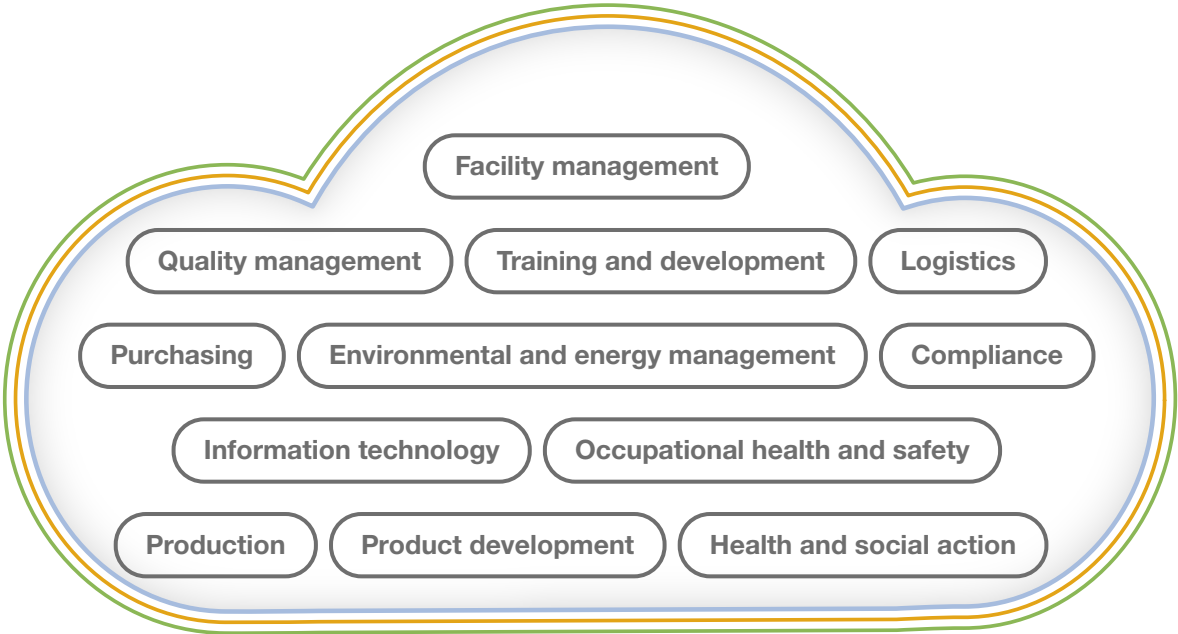 Facility management
Quality management
Training and development
Logistics
Purchasing
Environmental and energy management
Compliance
Information technology
Occupational health and safety
Production
Product development
Health and social action